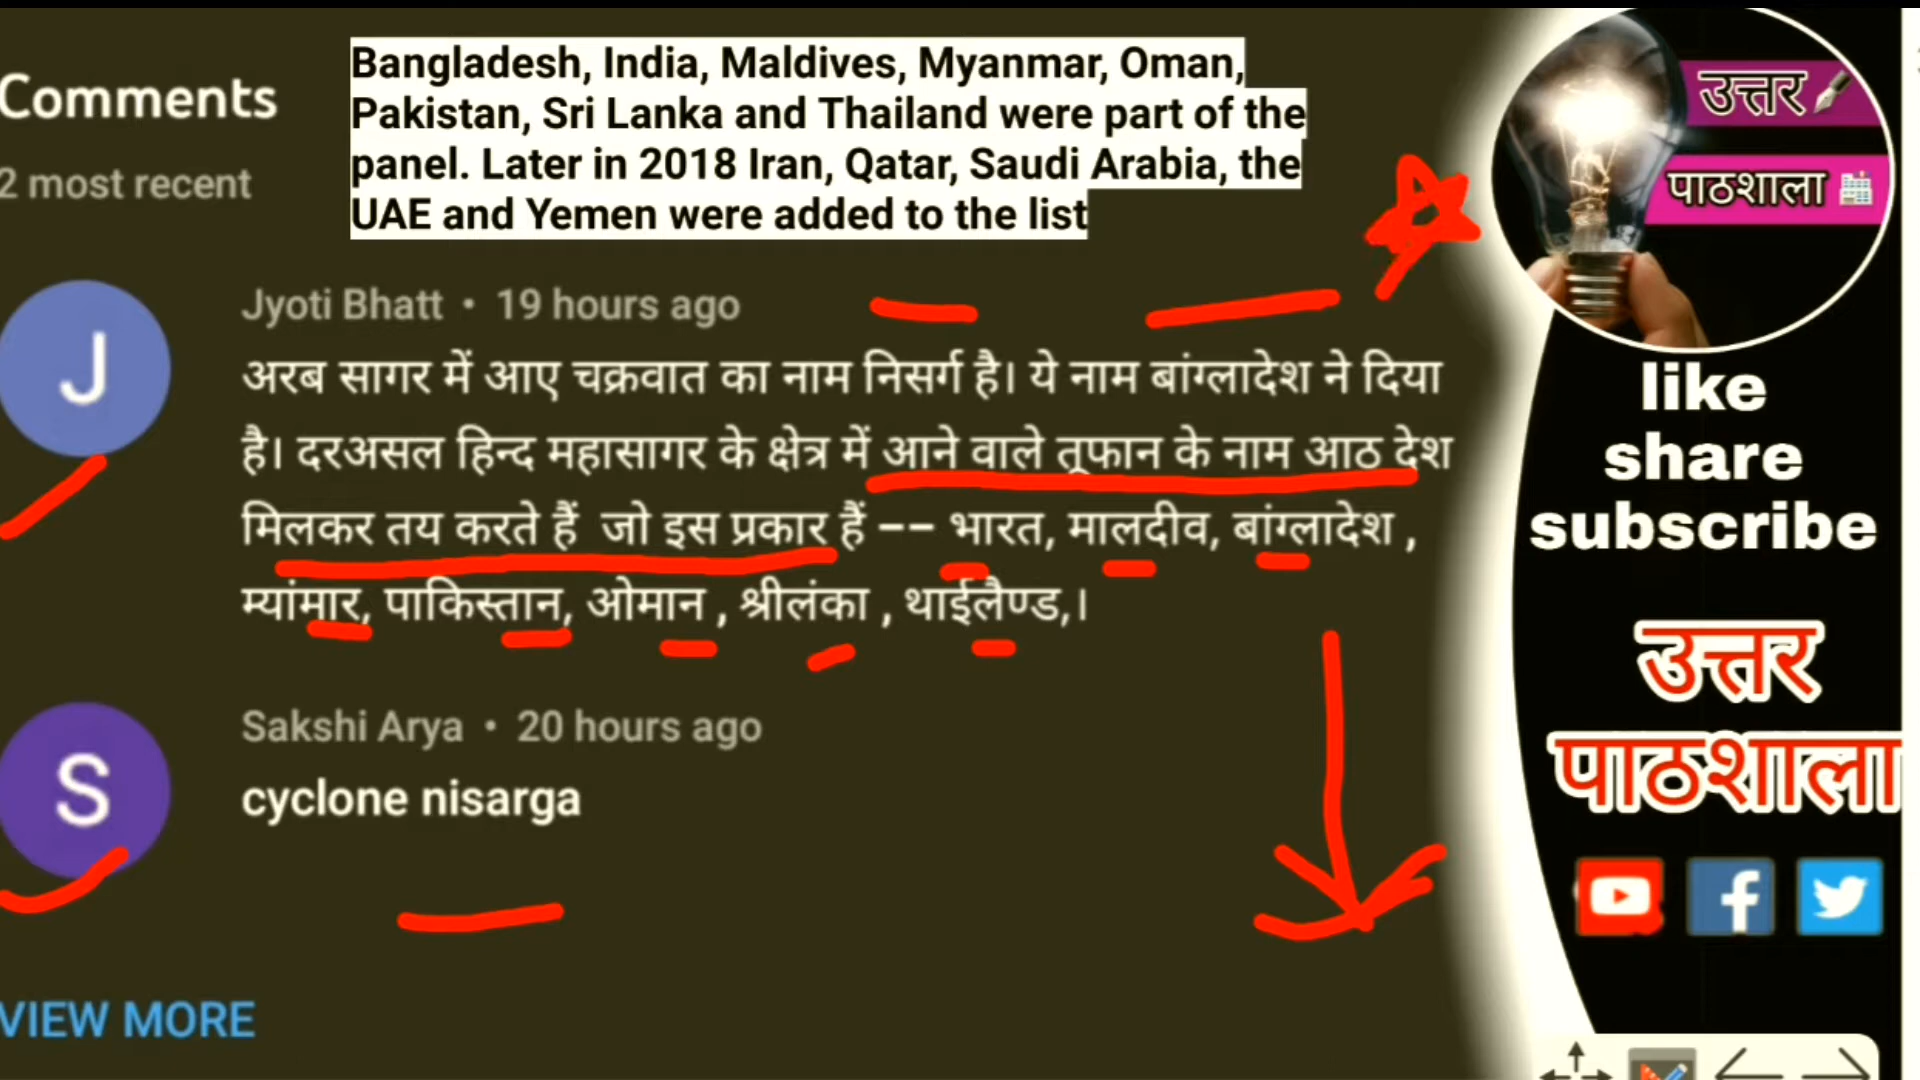 Comments
2 most recent
Bangladesh, India, Maldives, Myanmar, Oman,
Pakistan, Sri Lanka and Thailand were part of the
panel. Later in 2018 Iran, Qatar, Saudi Arabia, the
UAE and Yemen were added to the list
J
Jyoti Bhatt • 19 hours ago
अरब सागर में आए चक्रवात का नाम निसर्ग है। ये नाम बांग्लादेश ने दिया
है। दरअसल हिन्द महासागर के क्षेत्र में आने वाले तूफान के नाम आठ देश
मिलकर तय करते हैं जो इस प्रकार हैं -- भारत, मालदीव, बांग्लादेश ,
म्यांमार, पाकिस्तान, ओमान , श्रीलंका , थाईलैण्ड,।
S
Sakshi Arya • 20 hours ago
cyclone nisarga
VIEW MORE
उत्तर
पाठशाला
like
share
subscribe
उत्तर
पाठशाला